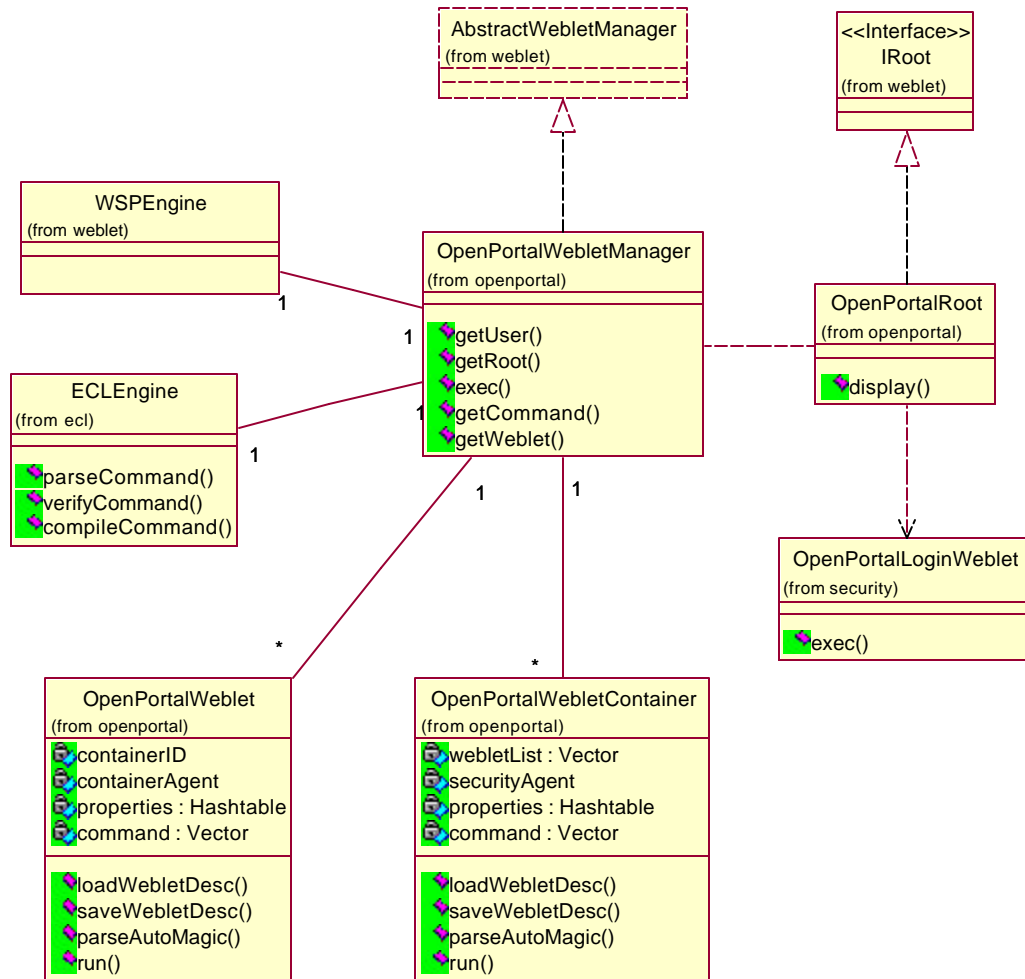 AbstractWebletManager
(from weblet)
<<Interface>>
IRoot
(from weblet)
WSPEngine
(from weblet)
1
OpenPortalWebletManager
(from openportal)
1
getUser()
getRoot()
exec()
getCommand()
getWeblet()
OpenPortalRoot
(from openportal)
display()
ECLEngine
(from ecl)
1
1
parseCommand()
verifyCommand()
compileCommand()
1
1
OpenPortalLoginWeblet
(from security)
exec()
*
*
OpenPortalWeblet
(from openportal)
containerID
containerAgent
properties : Hashtable
command : Vector
loadWebletDesc()
saveWebletDesc()
parseAutoMagic()
run()
OpenPortalWebletContainer
(from openportal)
webletList : Vector
securityAgent
properties : Hashtable
command : Vector
loadWebletDesc()
saveWebletDesc()
parseAutoMagic()
run()